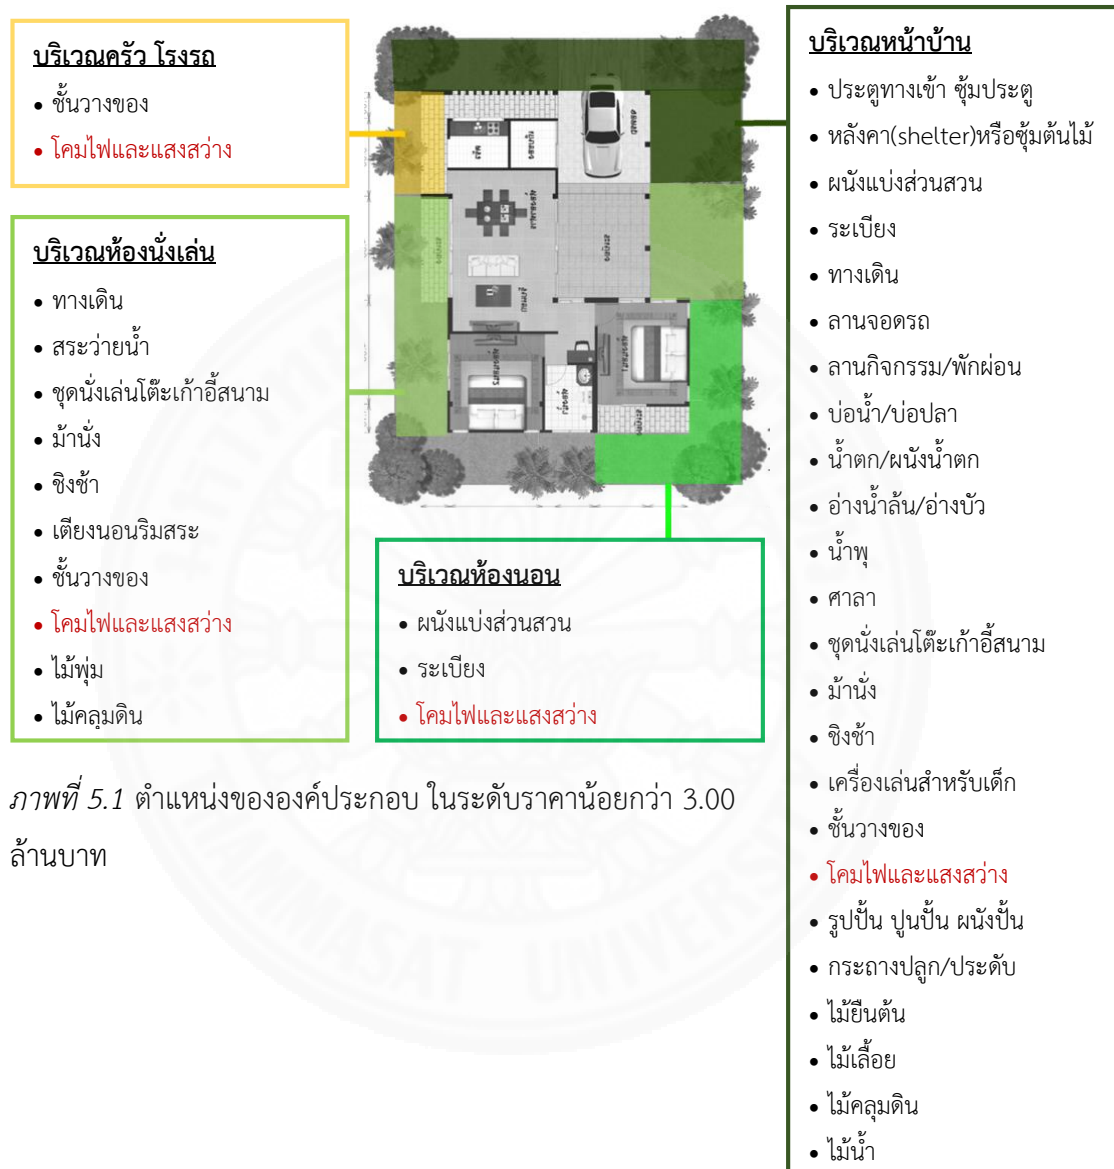 บริเวณครัว โรงรถ
• ชั้นวางของ
• โคมไฟและแสงสว่าง
บริเวณห้องนั่งเล่น
• ทางเดิน
• สระว่ายน้ำ
• ชุดนั่งเล่นโต๊ะเก้าอี้สนาม
• ม้านั่ง
• ชิงช้า
• เตียงนอนริมสระ
• ชั้นวางของ
• โคมไฟและแสงสว่าง
• ไม้พุ่ม
• ไม้คลุมดิน
บริเวณห้องนอน
• ผนังแบ่งส่วนสวน
• ระเบียง
• โคมไฟและแสงสว่าง
บริเวณหน้าบ้าน
• ประตูทางเข้า ซุ้มประตู
• หลังคา(shelter)หรือซุ้มต้นไม้
• ผนังแบ่งส่วนสวน
• ระเบียง
• ทางเดิน
• ลานจอดรถ
• ลานกิจกรรม/พักผ่อน
• บ่อน้ำ/บ่อปลา
• น้ำตก/ผนังน้ำตก
• อ่างน้ำล้น/อ่างบัว
• น้ำพุ
• ศาลา
• ชุดนั่งเล่นโต๊ะเก้าอี้สนาม
• ม้านั่ง
• ชิงช้า
• เครื่องเล่นสำหรับเด็ก
• ชั้นวางของ
• โคมไฟและแสงสว่าง
• รูปปั้น ปูนปั้น ผนังปั้น
• กระถางปลูก/ประดับ
• ไม้ยืนต้น
• ไม้เลื้อย
• ไม้คลุมดิน
• ไม้น้ำ
ภาพที่ 5.1 ตำแหน่งขององค์ประกอบ ในระดับราคาน้อยกว่า 3.00
ล้านบาท